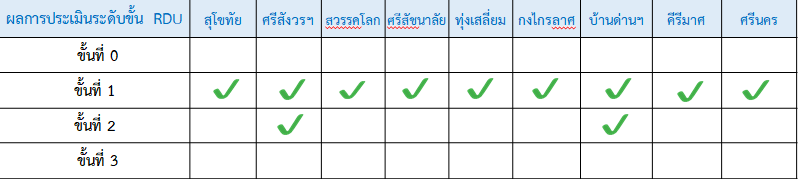 ผลการประเมินระดับขั้น RDU สุโขทัย ศรีสังวรฯ สวรรคโลก ศรีสัชนาลัย ทุ่งเสลี่ยม กงไกรลาศ บ้านด่านฯ คีรีมาศ ศรีนคร
ขั้นที่ 0
ขั้นที่ 1
ขั้นที่ 2
ขั้นที่ 3